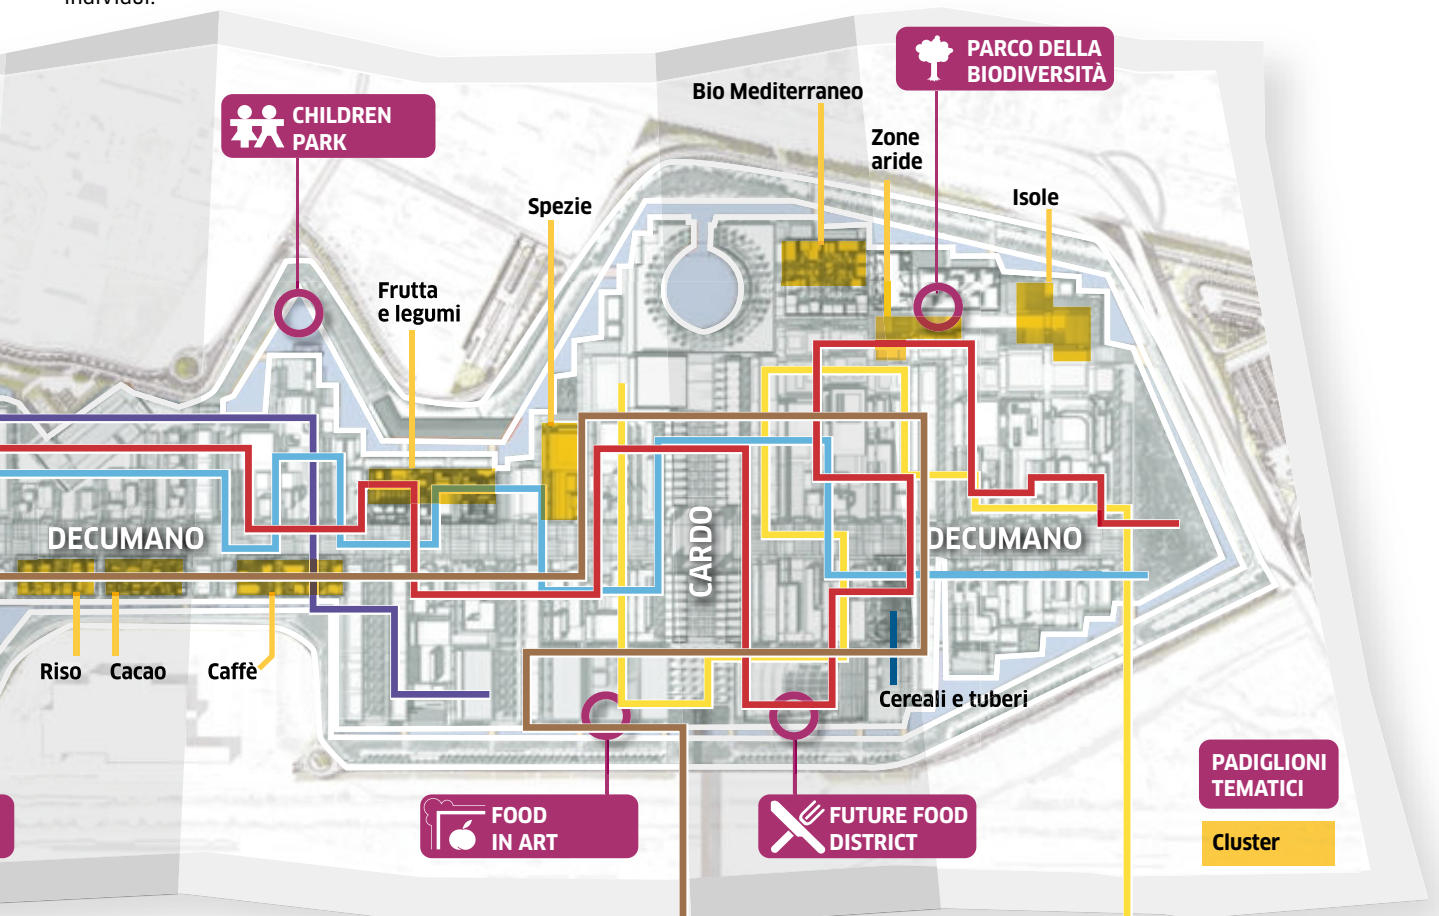 individui.
PARCO DELLA
BIODIVERSITÀ
Bio Mediterraneo
CHILDREN
PARK
Zone
aride
Isole
Spezie
Frutta
e legumi
DECUMANO
CARDO
DECUMANO
Riso
Cacao
Caffè
Cereali e tuberi
PADIGLIONI
TEMATICI
FOOD
IN ART
FUTURE FOOD
DISTRICT
Cluster